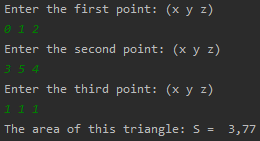 Enter the first point: (x y z)
0 1 2
Enter the second point: (x y z)
3 5 4
Enter the third point: (x y z)
1 1 1
The area of this triangle: S =  3,77